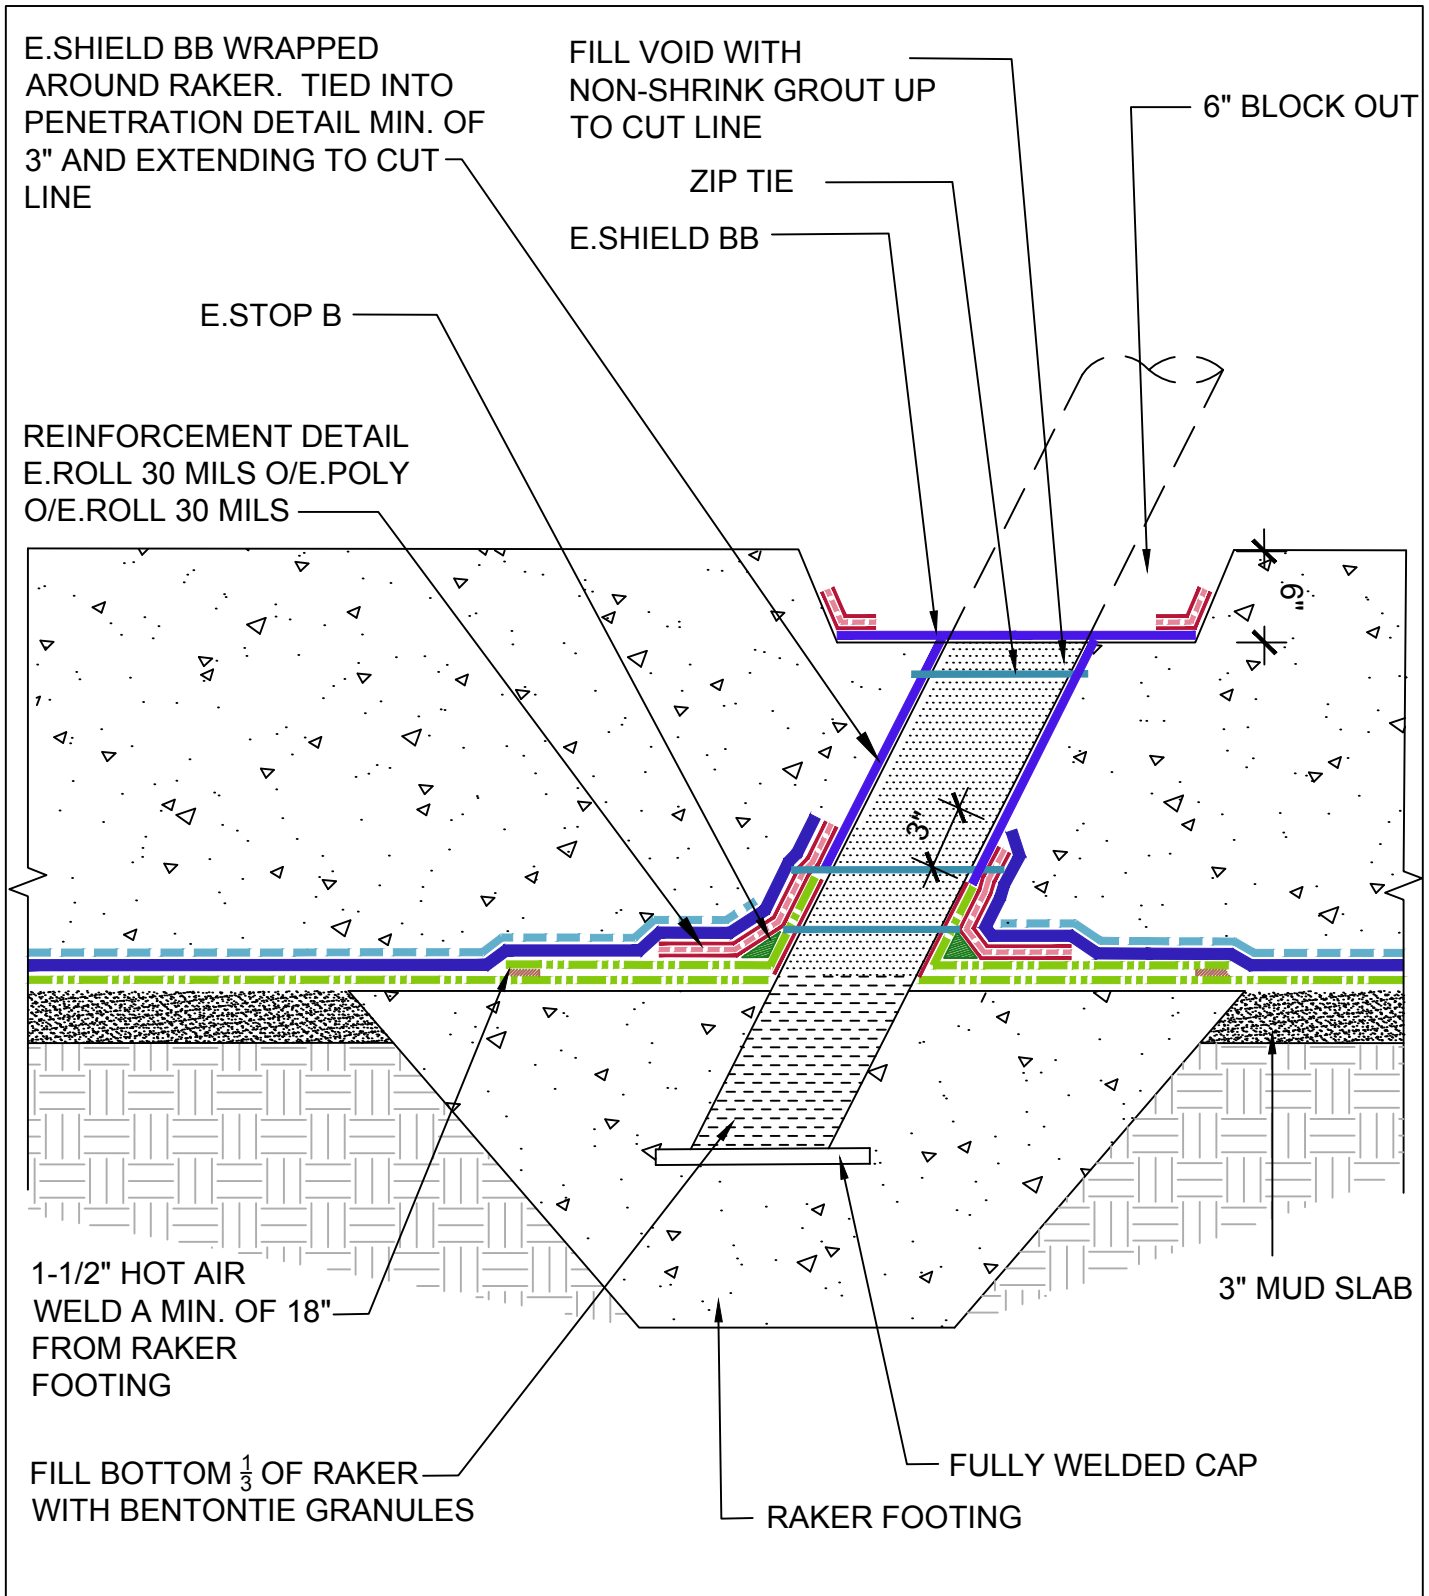 E.SHIELD BB WRAPPED
AROUND RAKER. TIED INTO
PENETRATION DETAIL MIN. OF
3" AND EXTENDING TO CUT
LINE
FILL VOID WITH
NON-SHRINK GROUT UP
TO CUT LINE
6" BLOCK OUT
ZIP TIE
E.SHIELD BB
E.STOP B
REINFORCEMENT DETAIL
E.ROLL 30 MILS O/E.POLY
O/E.ROLL 30 MILS
6"
3"
1-1/2" HOT AIR
WELD A MIN. OF 18"
FROM RAKER
FOOTING
3" MUD SLAB
FILL BOTTOM 1/3 OF RAKER
WITH BENTONTIE GRANULES
FULLY WELDED CAP
RAKER FOOTING